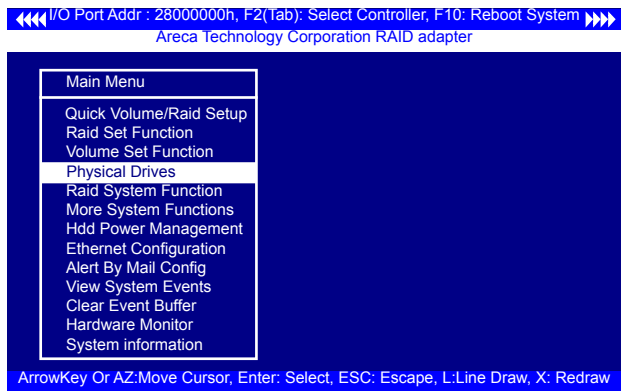 I/O Port Addr : 28000000h, F2(Tab): Select Controller, F10: Reboot System
Areca Technology Corporation RAID adapter
Main Menu
Quick Volume/Raid Setup
Raid Set Function
Volume Set Function
Physical Drives
Raid System Function
More System Functions
Hdd Power Management
Ethernet Configuration
Alert By Mail Config
View System Events
Clear Event Buffer
Hardware Monitor
System information
ArrowKey Or AZ:Move Cursor, Enter: Select, ESC: Escape, L:Line Draw, X: Redraw